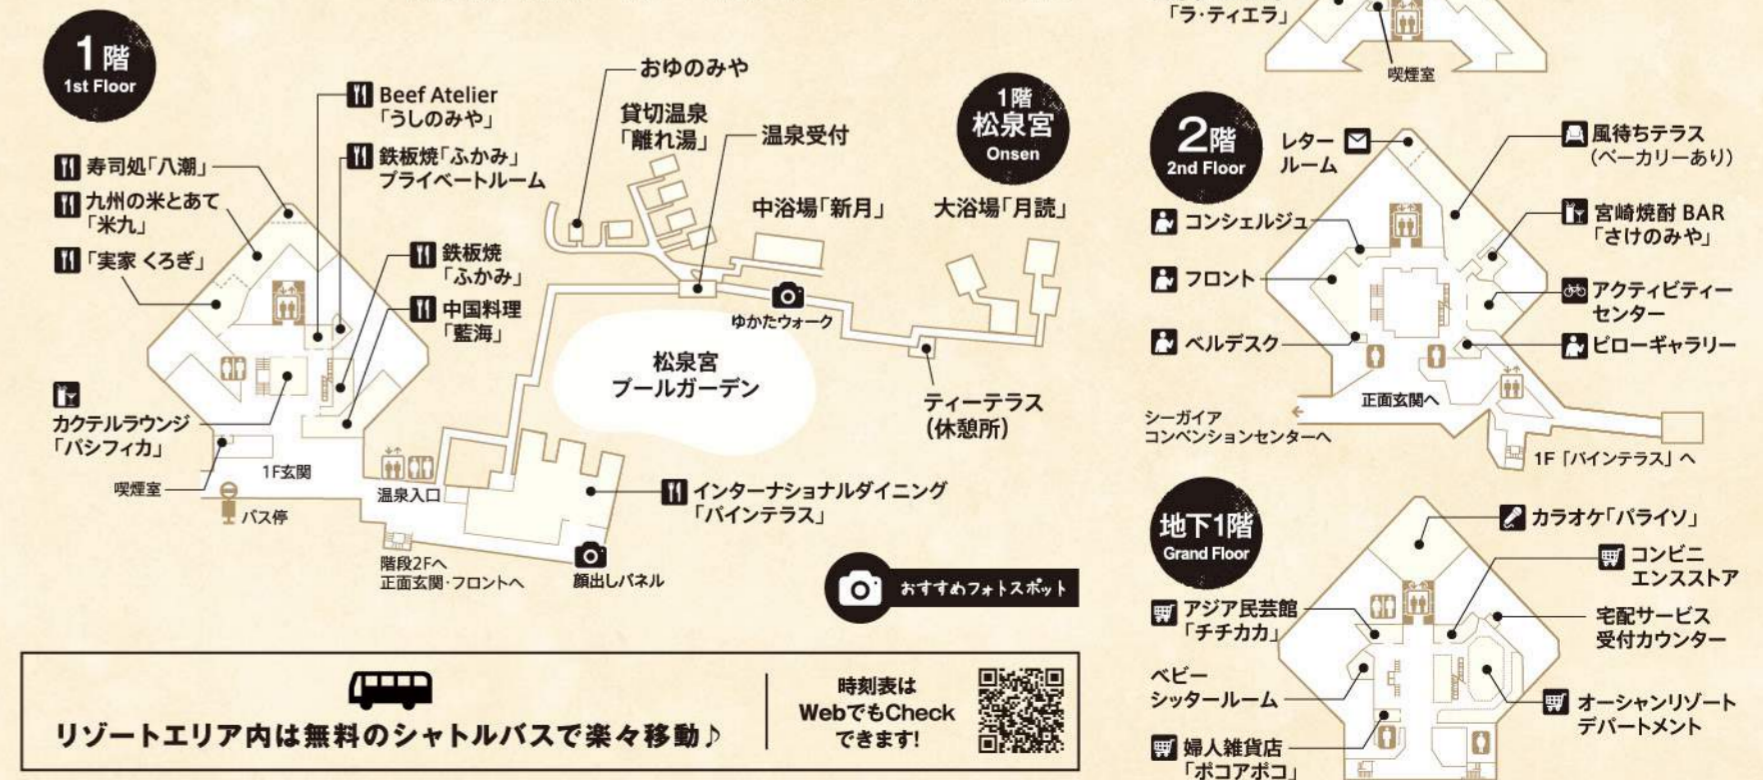 1階
1st Floor
Beef Atelier
「うしのみや」
鉄板焼「ふかみ」
プライベートルーム
寿司処「八潮」
九州の米とあて
「米九」
「実家 くろぎ」
鉄板焼
「ふかみ」
中国料理
「藍海」
カクテルラウンジ
「パシフィカ」
喫煙室
1F玄関
バス停
温泉入口
階段2Fへ
正面玄関・フロントへ
顔出しパネル
インターナショナルダイニング
「パインテラス」
おゆのみや
貸切温泉
「離れ湯」
温泉受付
1階
松泉宮
Onsen
中浴場「新月」
大浴場「月読」
ゆかたウォーク
松泉宮
プールガーデン
ティーテラス
(休憩所)
おすすめフォトスポット
リゾートエリア内は無料のシャトルバスで楽々移動♪
時刻表は
WebでもCheck
できます!
「ラ・ティエラ」
喫煙室
2階
2nd Floor
レター
ルーム
コンシェルジュ
フロント
ベルデスク
風待ちテラス
(ベーカリーあり)
宮崎焼酎 BAR
「さけのみや」
アクティビティー
センター
ピローギャラリー
正面玄関へ
シーガイア
コンベンションセンターへ
1F「パインテラス」へ
地下1階
Grand Floor
カラオケ「パライソ」
コンビニ
エンスストア
宅配サービス
受付カウンター
オーシャンリゾート
デパートメント
アジア民芸館
「チチカカ」
ベビー
シッタールーム
婦人雑貨店
「ポコアポコ」